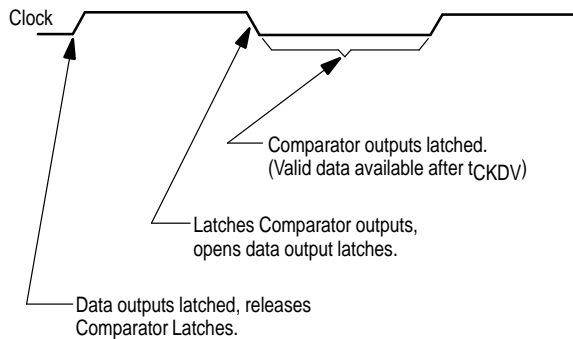 Clock
Comparator outputs latched.
(Valid data available after tCKDV)
Latches Comparator outputs,
opens data output latches.
Data outputs latched, releases
Comparator Latches.